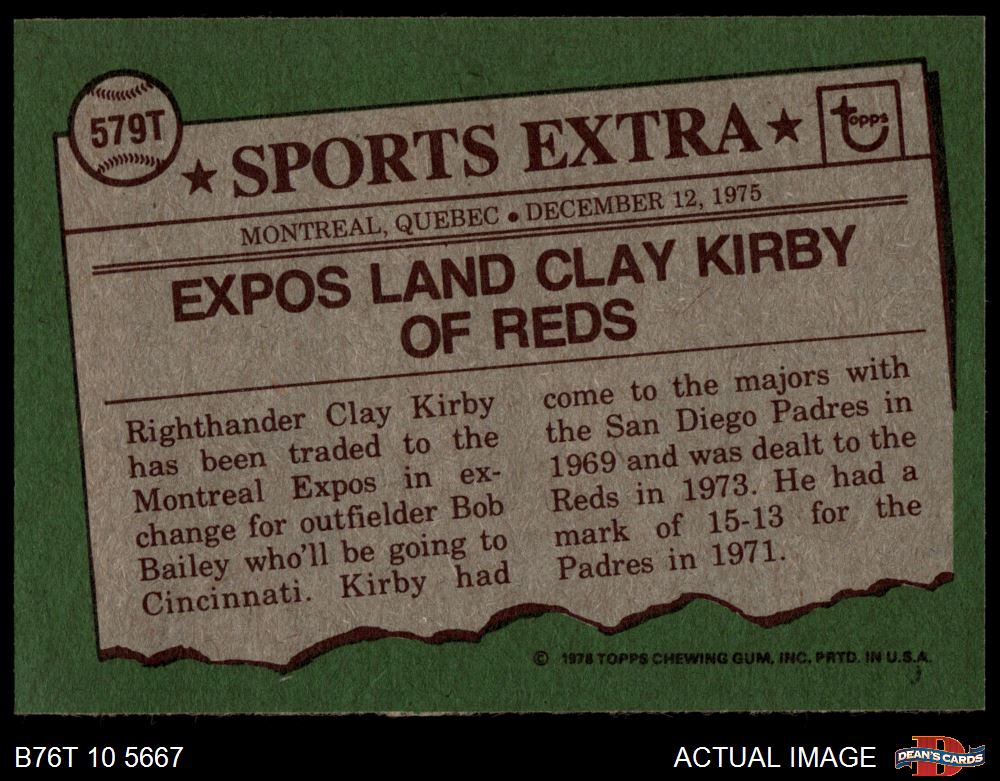 579T
SPORTS EXTRA
topps
MONTREAL, QUEBEC • DECEMBER 12, 1975
EXPOS LAND CLAY KIRBY
OF REDS
Righthander Clay Kirby
has been traded to the
Montreal Expos in ex-
change for outfielder Bob
Bailey who'll be going to
Cincinnati. Kirby had
come to the majors with
the San Diego Padres in
1969 and was dealt to the
Reds in 1973. He had a
mark of 15-13 for the
Padres in 1971.
© 1976 TOPPS CHEWING GUM, INC. PRTD. IN U.S.A.
B76T 10 5667
ACTUAL IMAGE
DEAN'S CARDS